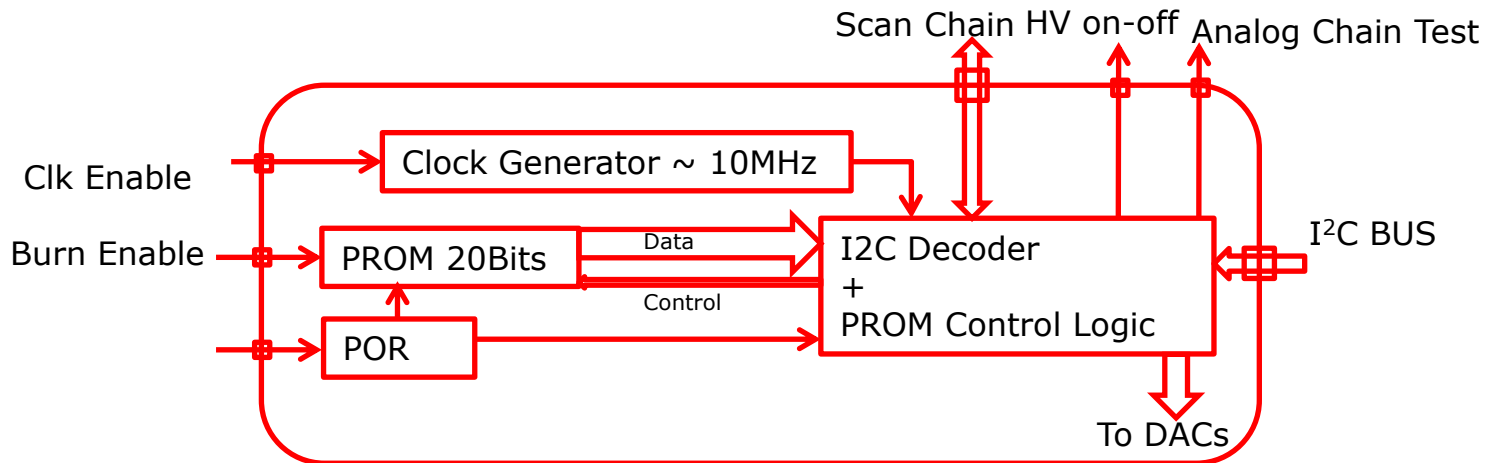 Scan Chain HV on-off Analog Chain Test
Clock Generator ~ 10MHz
Clk Enable
Burn Enable
PROM 20Bits
Data
Control
I2C Decoder
+
PROM Control Logic
I²C BUS
POR
To DACs